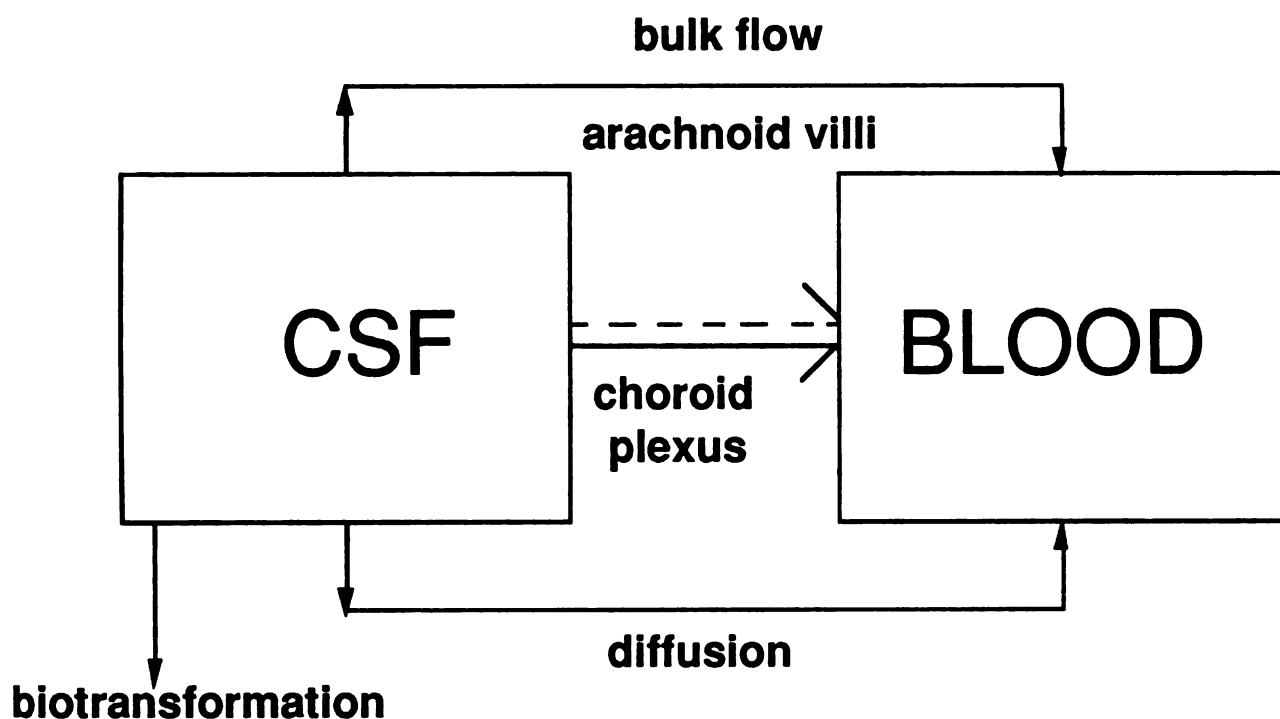 bulk flow
arachnoid villi
CSF
BLOOD
choroid
plexus
diffusion
biotransformation